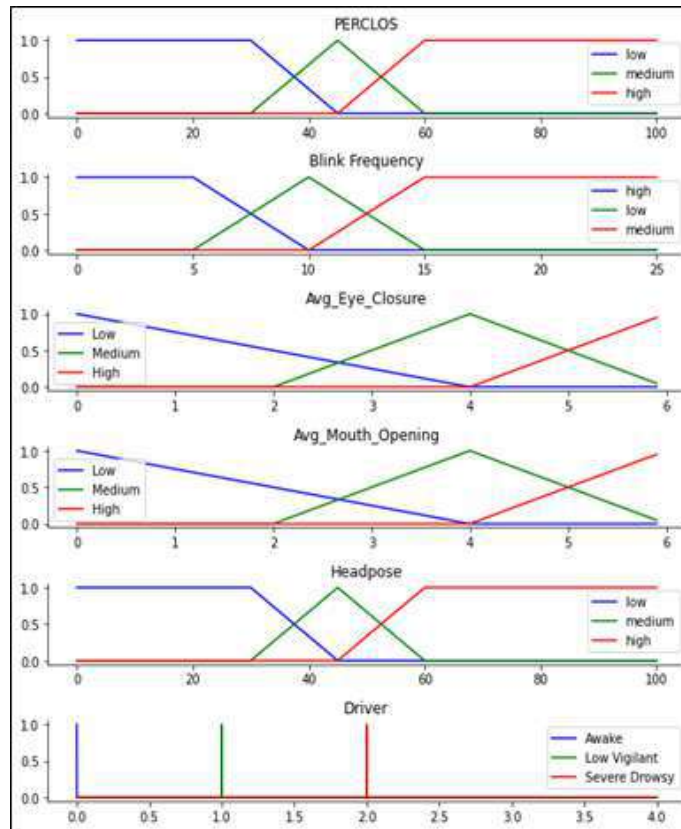 PERCLOS
1.0
0.5
0.0
low
medium
high
0 20 40 60 80 100
Blink Frequency
1.0
0.5
0.0
high
low
medium
0 5 10 15 20 25
Avg_Eye_Closure
1.0
0.5
0.0
Low
Medium
High
0 1 2 3 4 5 6
Avg_Mouth_Opening
1.0
0.5
0.0
Low
Medium
High
0 1 2 3 4 5 6
Headpose
1.0
0.5
0.0
low
medium
high
0 20 40 60 80 100
Driver
1.0
0.5
0.0
Awake
Low Vigilant
Severe Drowsy
0.0 0.5 1.0 1.5 2.0 2.5 3.0 3.5 4.0